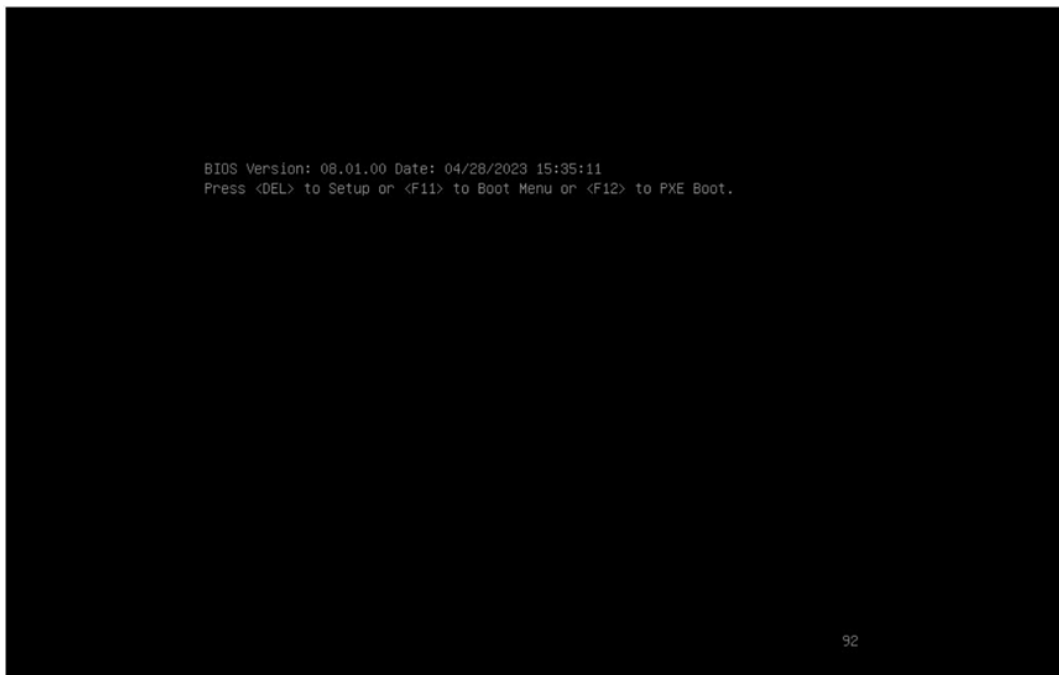 BIOS Version: 08.01.00 Date: 04/28/2023 15:35:11
Press <DEL> to Setup or <F11> to Boot Menu or <F12> to PXE Boot.
92